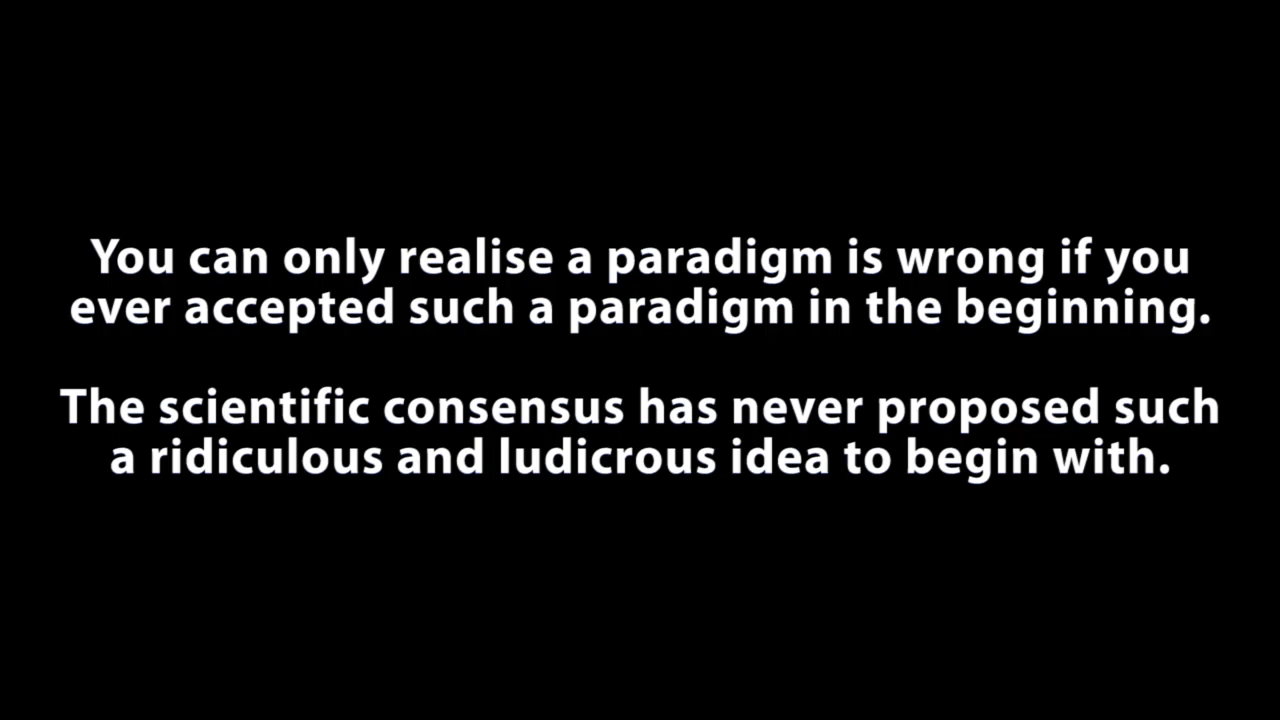 You can only realise a paradigm is wrong if you
ever accepted such a paradigm in the beginning.
The scientific consensus has never proposed such
a ridiculous and ludicrous idea to begin with.